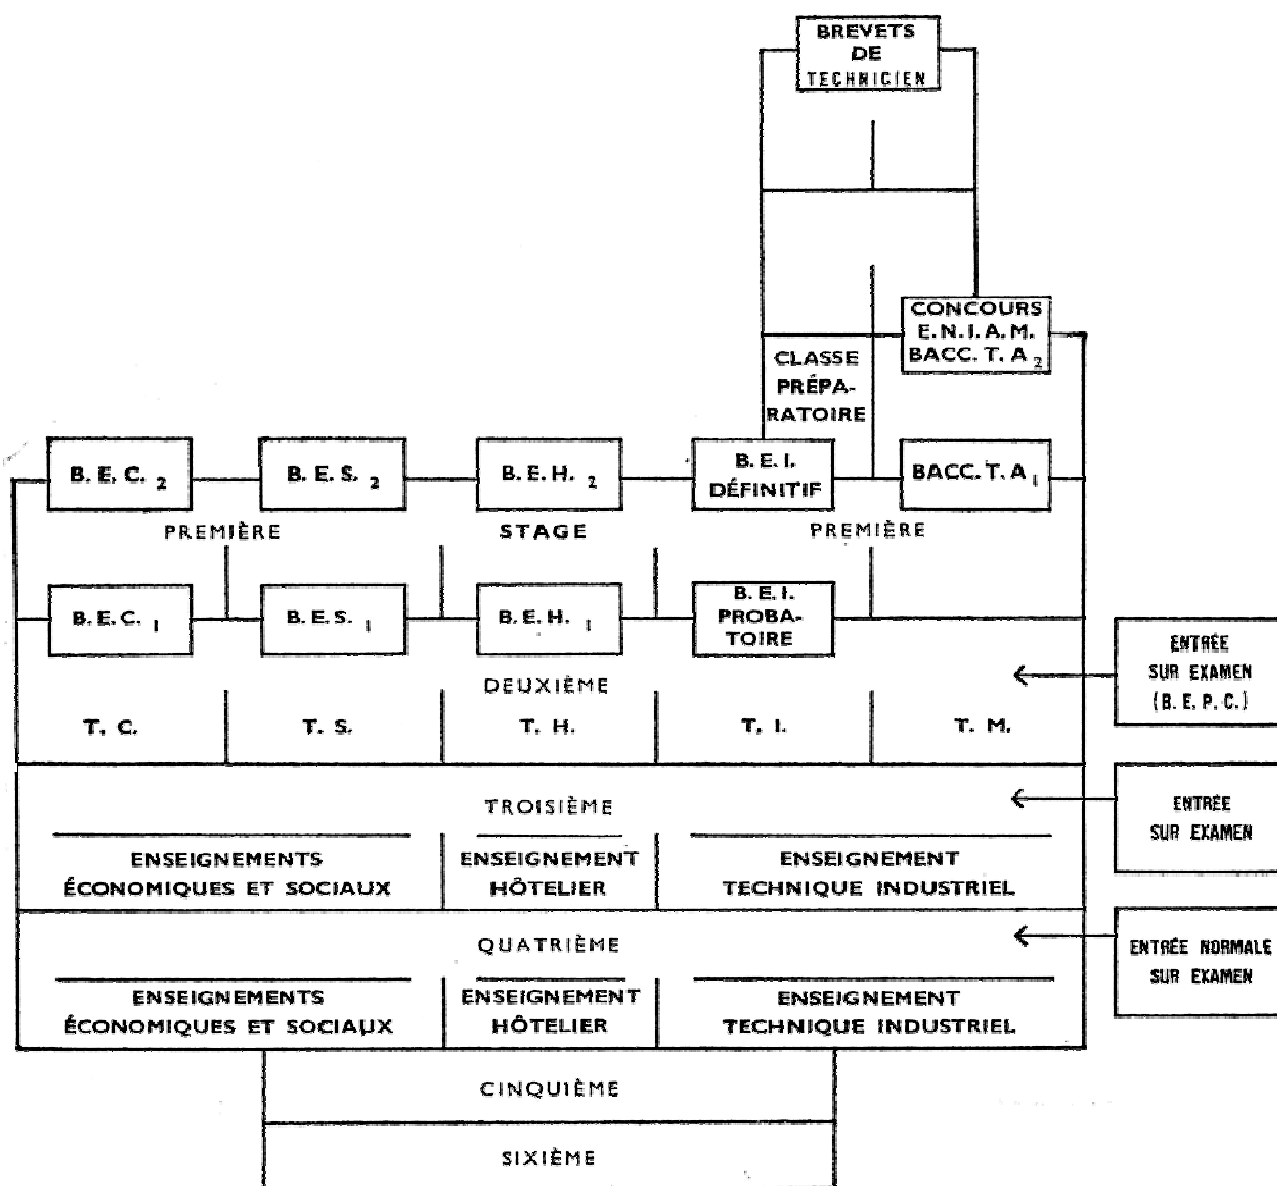 BREVETS
DE
TECHNICIEN
CONCOURS
E.N.I.A.M.
BACC. T. A 2
CLASSE
PRÉPA-
RATOIRE
B. E. C. 2
B. E. S. 2
B. E. H. 2
B. E. I.
DÉFINITIF
BACC. T. A 1
PREMIÈRE
STAGE
PREMIÈRE
B. E. C. 1
B. E. S. 1
B. E. H. 1
B. E. I.
PROBA-
TOIRE
ENTRÉE
SUR EXAMEN
(B. E. P. C.)
DEUXIÈME
T. C.
T. S.
T. H.
T. I.
T. M.
TROISIÈME
ENTRÉE
SUR EXAMEN
ENSEIGNEMENTS
ÉCONOMIQUES ET SOCIAUX
ENSEIGNEMENT
HÔTELIER
ENSEIGNEMENT
TECHNIQUE INDUSTRIEL
QUATRIÈME
ENTRÉE NORMALE
SUR EXAMEN
ENSEIGNEMENTS
ÉCONOMIQUES ET SOCIAUX
ENSEIGNEMENT
HÔTELIER
ENSEIGNEMENT
TECHNIQUE INDUSTRIEL
CINQUIÈME
SIXIÈME